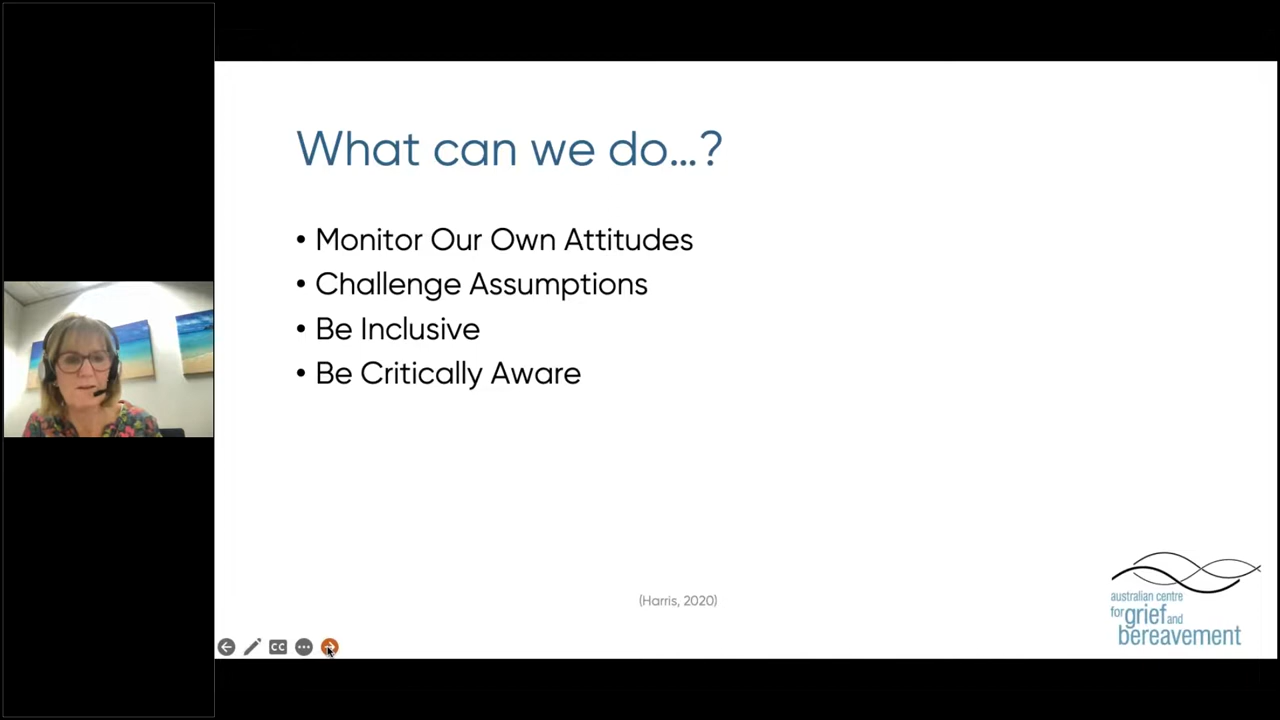 What can we do...?
• Monitor Our Own Attitudes
• Challenge Assumptions
• Be Inclusive
• Be Critically Aware
(Harris, 2020)
australian centre
for grief and
bereavement
CC